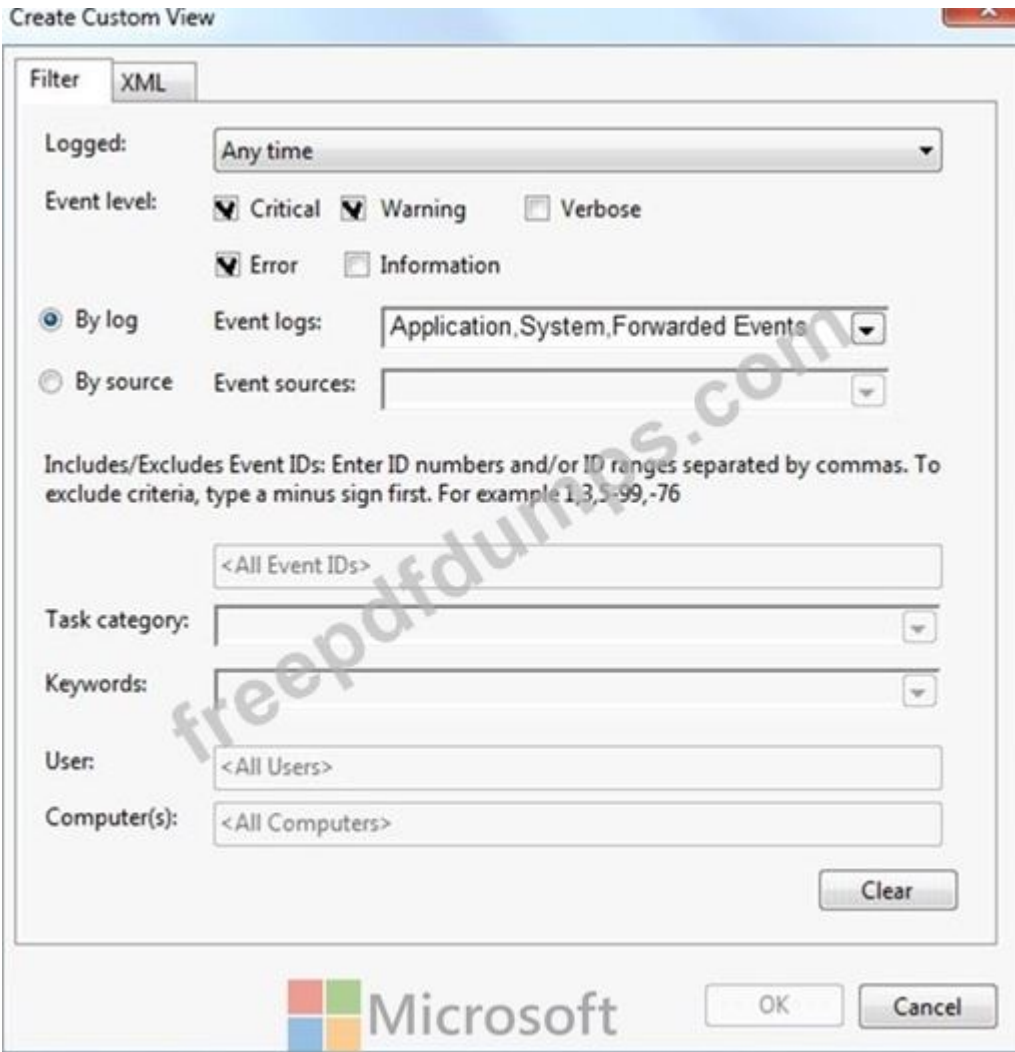 Create Custom View
Filter XML
Logged: Any time
Event level: Critical Warning Verbose
Error Information
By log Event logs: Application,System,Forwarded Events
By source Event sources:
Includes/Excludes Event IDs: Enter ID numbers and/or ID ranges separated by commas. To
exclude criteria, type a minus sign first. For example 1,3,5-99,-76
<All Event IDs>
Task category:
Keywords:
User: <All Users>
Computer(s): <All Computers>
Clear
Microsoft OK Cancel
freepdfdumps.com